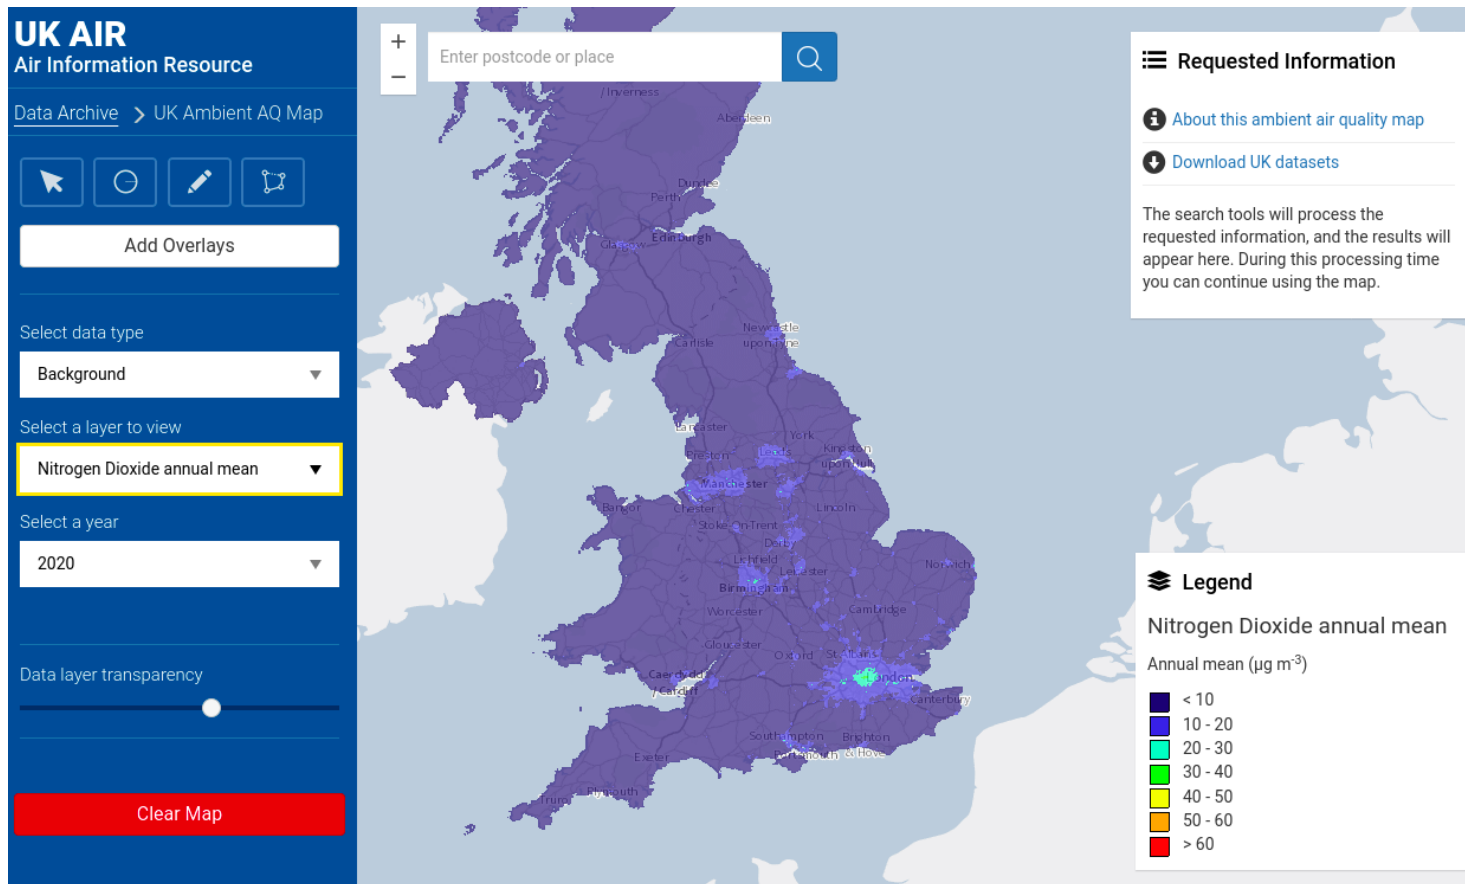 UK AIR
Air Information Resource
Data Archive
UK Ambient AQ Map
Add Overlays
Select data type
Background
Select a layer to view
Nitrogen Dioxide annual mean
Select a year
2020
Data layer transparency
Clear Map
+
−
Enter postcode or place
/ Inverness
Aberdeen
Dundee
Perth
Glasgow
Edinburgh
Newcastle
upon Tyne
Carlisle
Lancaster
York
Preston
Leeds
Kingston
upon Hull
Manchester
Bangor
Chester
Lincoln
Stoke-On-Trent
Derby
Lichfield
Leicester
Norwich
Birmingham
Worcester
Cambridge
Gloucester
Oxford
St Albans
Caerdydd
/ Cardiff
London
Canterbury
Southampton
Brighton
& Hove
Portsmouth
Exeter
Plymouth
Truro
Requested Information
About this ambient air quality map
Download UK datasets
The search tools will process the
requested information, and the results will
appear here. During this processing time
you can continue using the map.
Legend
Nitrogen Dioxide annual mean
Annual mean (µg m⁻³)
< 10
10 - 20
20 - 30
30 - 40
40 - 50
50 - 60
> 60